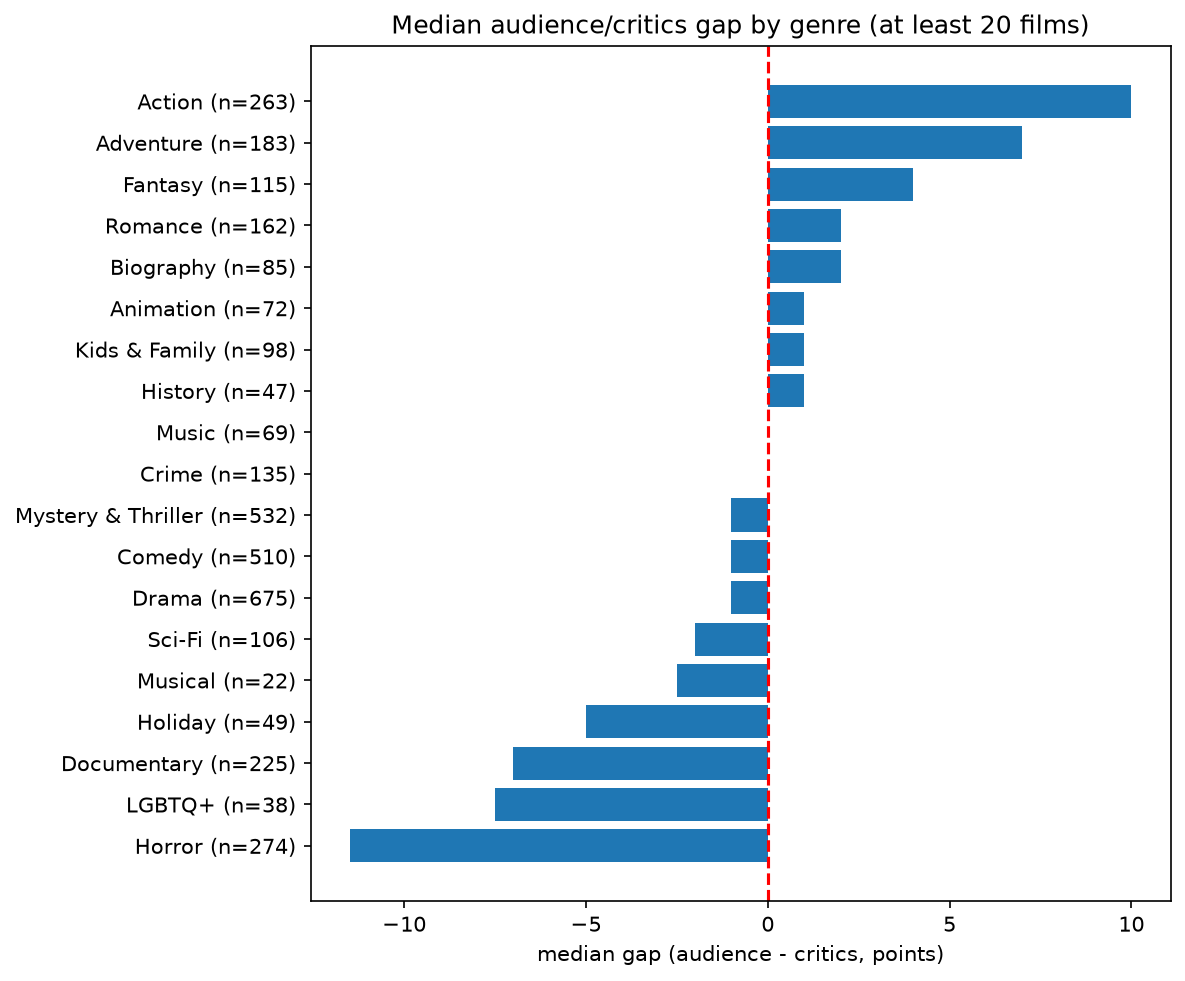 Median audience/critics gap by genre (at least 20 films)
Action (n=263)
Adventure (n=183)
Fantasy (n=115)
Romance (n=162)
Biography (n=85)
Animation (n=72)
Kids & Family (n=98)
History (n=47)
Music (n=69)
Crime (n=135)
Mystery & Thriller (n=532)
Comedy (n=510)
Drama (n=675)
Sci-Fi (n=106)
Musical (n=22)
Holiday (n=49)
Documentary (n=225)
LGBTQ+ (n=38)
Horror (n=274)
−10 −5 0 5 10
median gap (audience - critics, points)